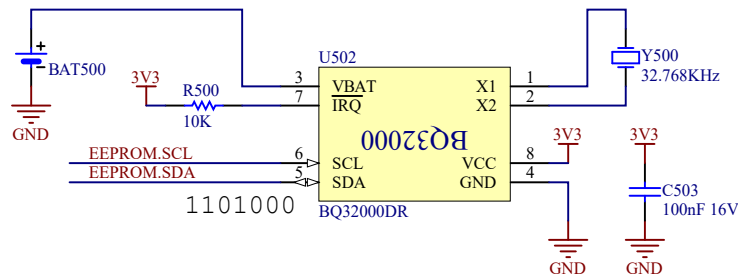 BAT500
GND
3V3
R500
10K
U502
3
VBAT
7
IRQ
6
SCL
5
SDA
EEPROM.SCL
EEPROM.SDA
1101000
BQ32000
X1
1
X2
2
VCC
8
GND
4
BQ32000DR
Y500
32.768KHz
3V3
GND
3V3
C503
100nF 16V
GND